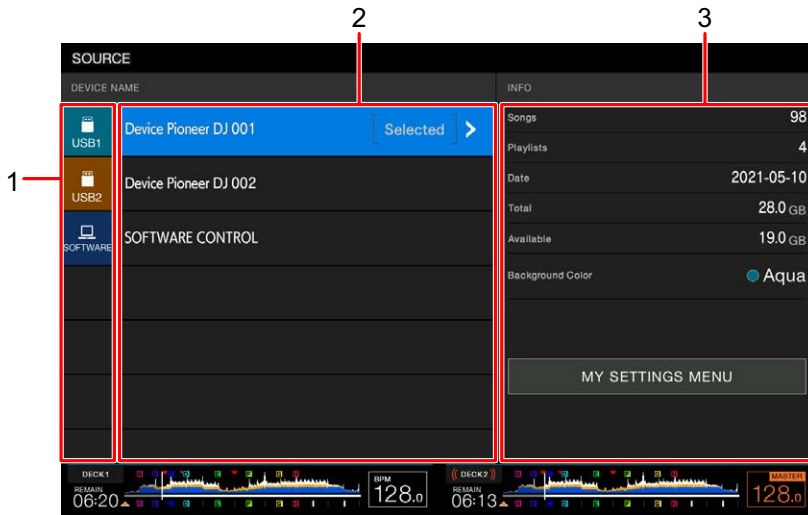 2
3
SOURCE
DEVICE NAME
INFO
1
USB1
Device Pioneer DJ 001
Selected
Songs 98
Playlists 4
USB2
Device Pioneer DJ 002
Date 2021-05-10
Total 28.0 GB
SOFTWARE
SOFTWARE CONTROL
Available 19.0 GB
Background Color Aqua
MY SETTINGS MENU
DECK1
REMAIN
06:20
BPM
128.0
DECK2
REMAIN
06:13
MASTER
128.0